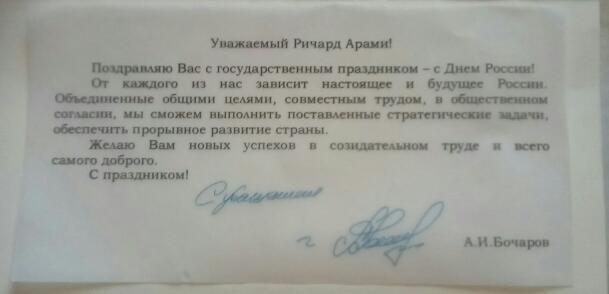 Уважаемый Ричард Арами!
Поздравляю Вас с государственным праздником – с Днем России!
От каждого из нас зависит настоящее и будущее России.
Объединенные общими целями, совместным трудом, в общественном
согласии, мы сможем выполнить поставленные стратегические задачи,
обеспечить прорывное развитие страны.
Желаю Вам новых успехов в созидательном труде и всего
самого доброго.
С праздником!
С уважением
А.И.Бочаров